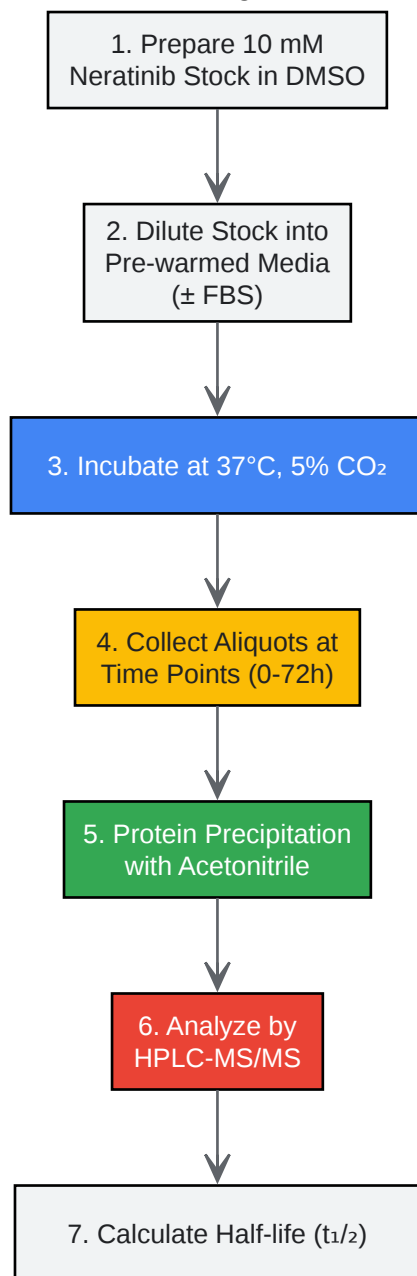 1. Prepare 10 mM
Neratinib Stock in DMSO
2. Dilute Stock into
Pre-warmed Media
(± FBS)
3. Incubate at 37°C, 5% CO₂
4. Collect Aliquots at
Time Points (0-72h)
5. Protein Precipitation
with Acetonitrile
6. Analyze by
HPLC-MS/MS
7. Calculate Half-life (t₁/₂)